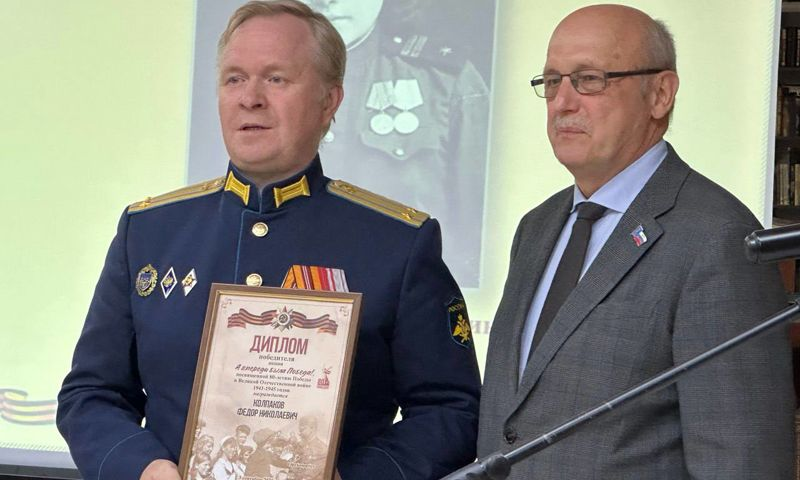 ДИПЛОМ
победителя
акции
А впереди была Победа!,
посвященной 80-летию Победы
в Великой Отечественной войне
1941-1945 годов
награждается
КОЛПАКОВ
ФЕДОР НИКОЛАЕВИЧ